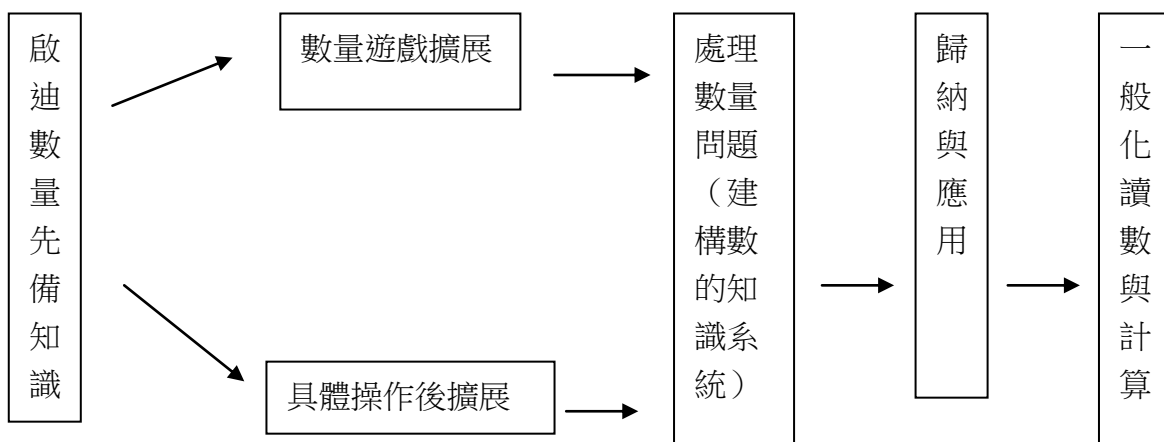 啟迪數量先備知識
數量遊戲擴展
具體操作後擴展
處理
數量
問題
（建
構數
的知
識系
統）
歸納與應用
一般化讀數與計算